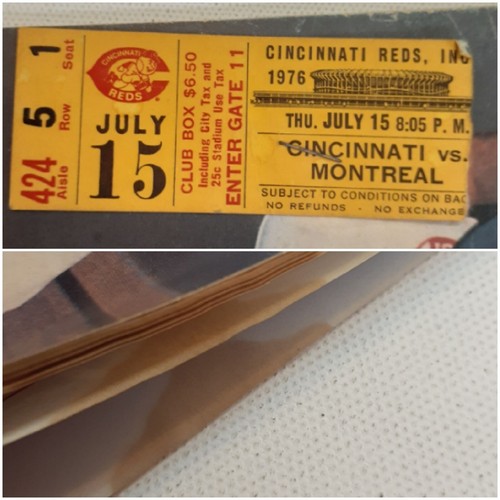 424 Aisle
5 Row
1 Seat
CINCINNATI
REDS
JULY
15
CLUB BOX $6.50
Including City Tax and
25c Stadium Use Tax
ENTER GATE 11
CINCINNATI REDS, INC
1976
THU. JULY 15 8:05 P. M.
CINCINNATI VS.
MONTREAL
SUBJECT TO CONDITIONS ON BAC
NO REFUNDS - NO EXCHANGE